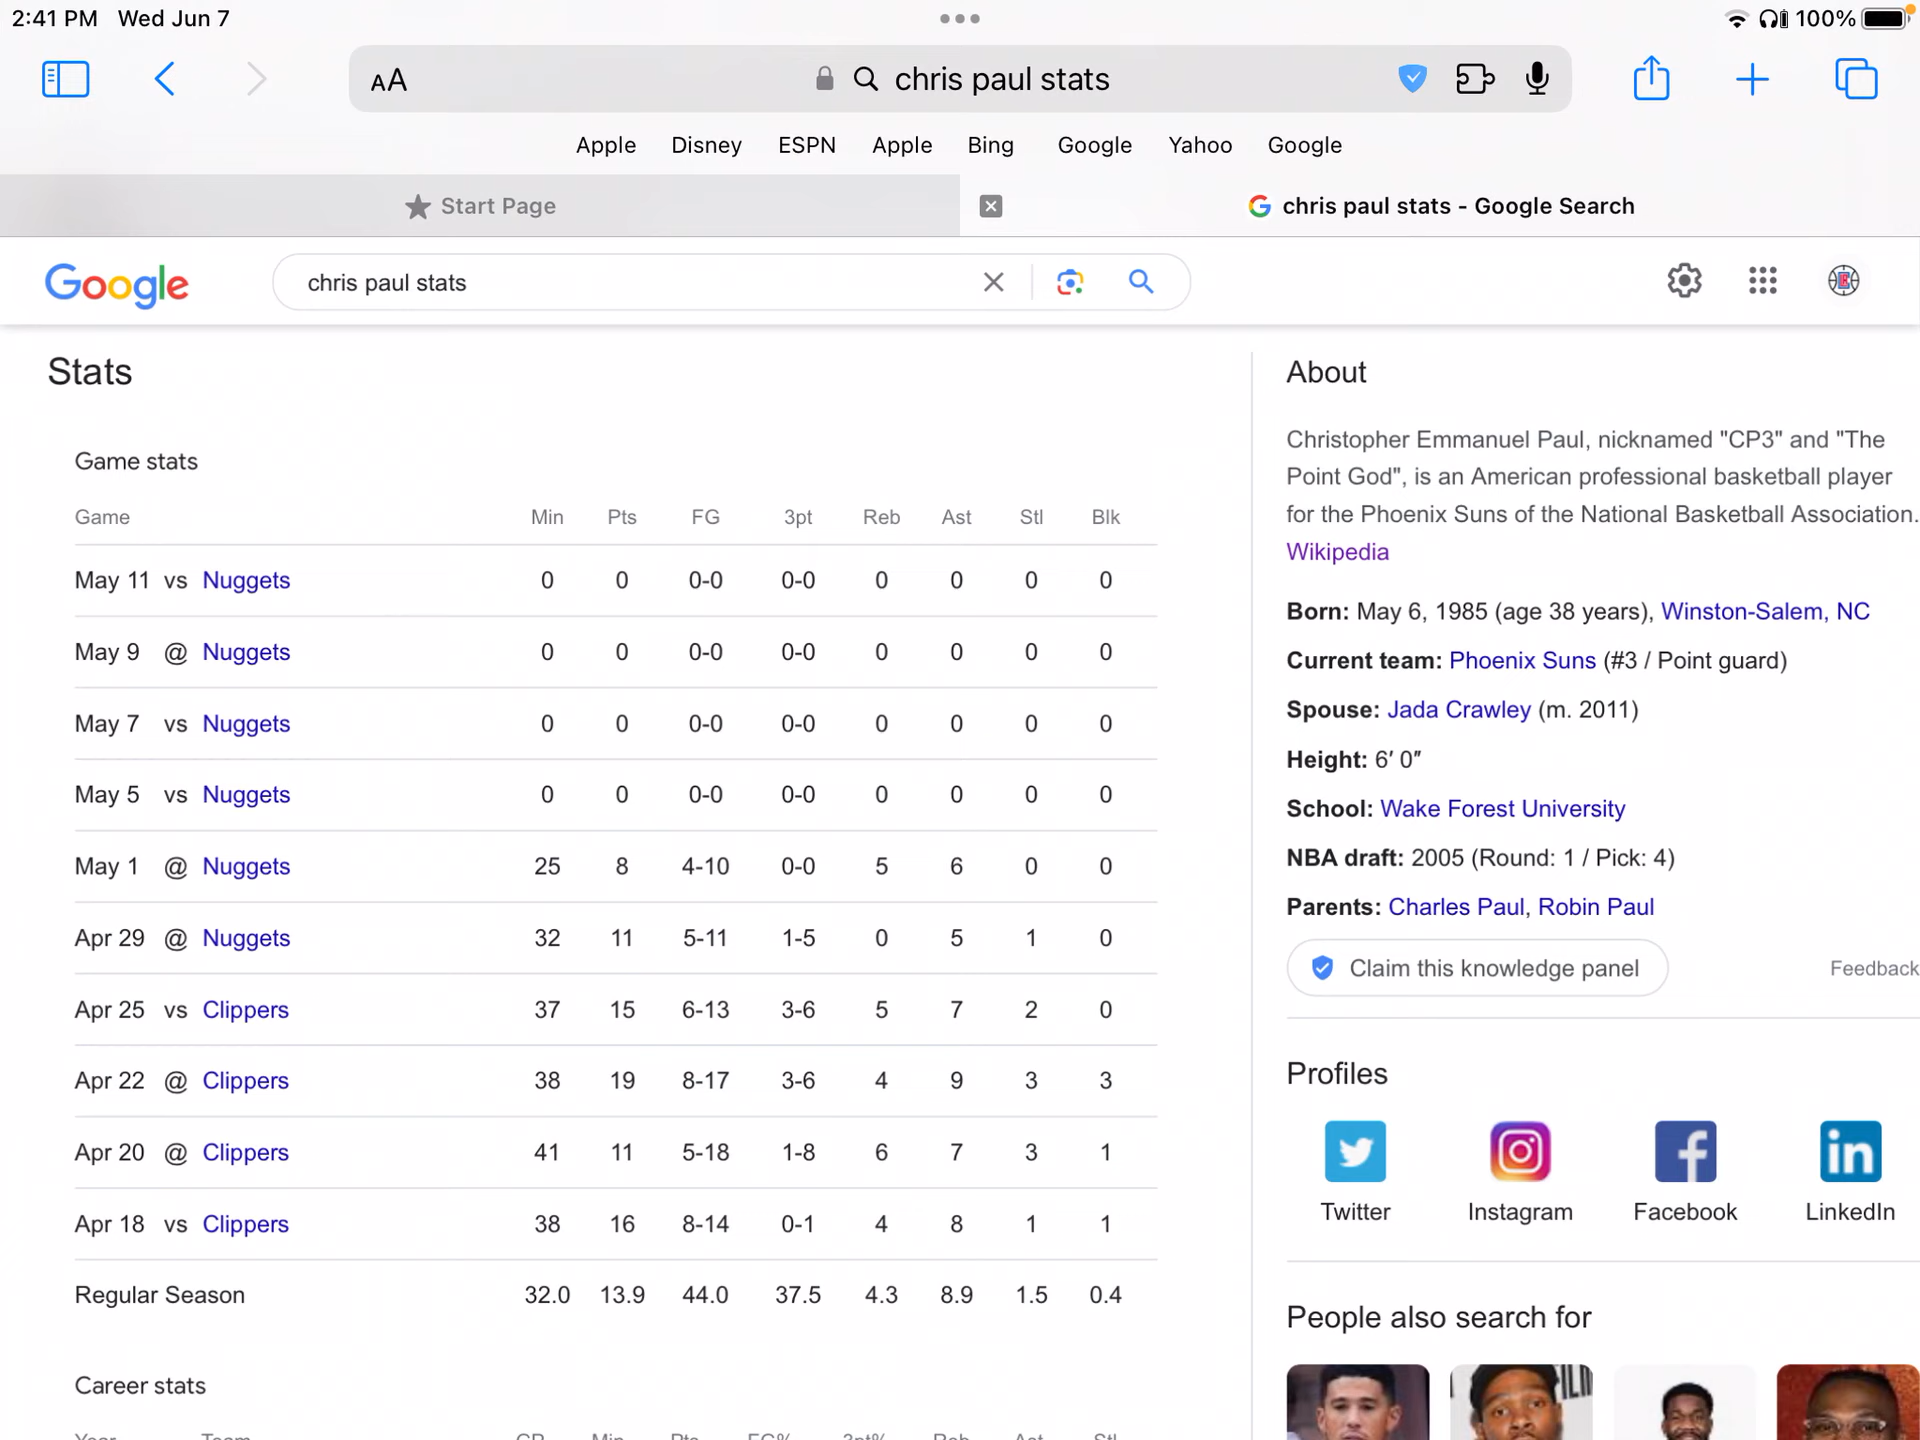 2:41 PM Wed Jun 7
100%
AA
chris paul stats
Apple Disney ESPN Apple Bing Google Yahoo Google
Start Page
chris paul stats - Google Search
Google
chris paul stats
Stats
Game stats
Game Min Pts FG 3pt Reb Ast Stl Blk
May 11 vs Nuggets 0 0 0-0 0-0 0 0 0 0
May 9 @ Nuggets 0 0 0-0 0-0 0 0 0 0
May 7 vs Nuggets 0 0 0-0 0-0 0 0 0 0
May 5 vs Nuggets 0 0 0-0 0-0 0 0 0 0
May 1 @ Nuggets 25 8 4-10 0-0 5 6 0 0
Apr 29 @ Nuggets 32 11 5-11 1-5 0 5 1 0
Apr 25 vs Clippers 37 15 6-13 3-6 5 7 2 0
Apr 22 @ Clippers 38 19 8-17 3-6 4 9 3 3
Apr 20 @ Clippers 41 11 5-18 1-8 6 7 3 1
Apr 18 vs Clippers 38 16 8-14 0-1 4 8 1 1
Regular Season 32.0 13.9 44.0 37.5 4.3 8.9 1.5 0.4
Career stats
Year Team GP Min Pts FG% 3pt% Reb Ast Stl
About
Christopher Emmanuel Paul, nicknamed "CP3" and "The
Point God", is an American professional basketball player
for the Phoenix Suns of the National Basketball Association.
Wikipedia
Born: May 6, 1985 (age 38 years), Winston-Salem, NC
Current team: Phoenix Suns (#3 / Point guard)
Spouse: Jada Crawley (m. 2011)
Height: 6′ 0″
School: Wake Forest University
NBA draft: 2005 (Round: 1 / Pick: 4)
Parents: Charles Paul, Robin Paul
Claim this knowledge panel
Feedback
Profiles
Twitter Instagram Facebook LinkedIn
People also search for